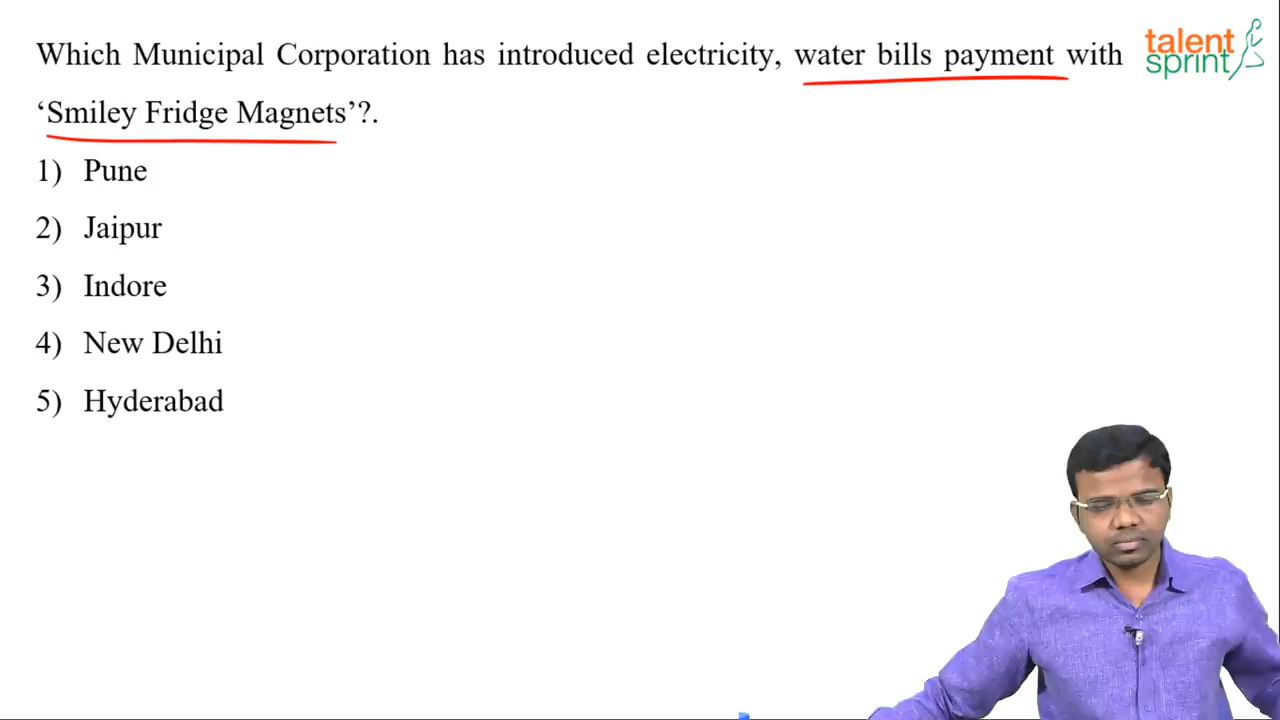 Which Municipal Corporation has introduced electricity, water bills payment with
‘Smiley Fridge Magnets’?.
1) Pune
2) Jaipur
3) Indore
4) New Delhi
5) Hyderabad
talent
sprint